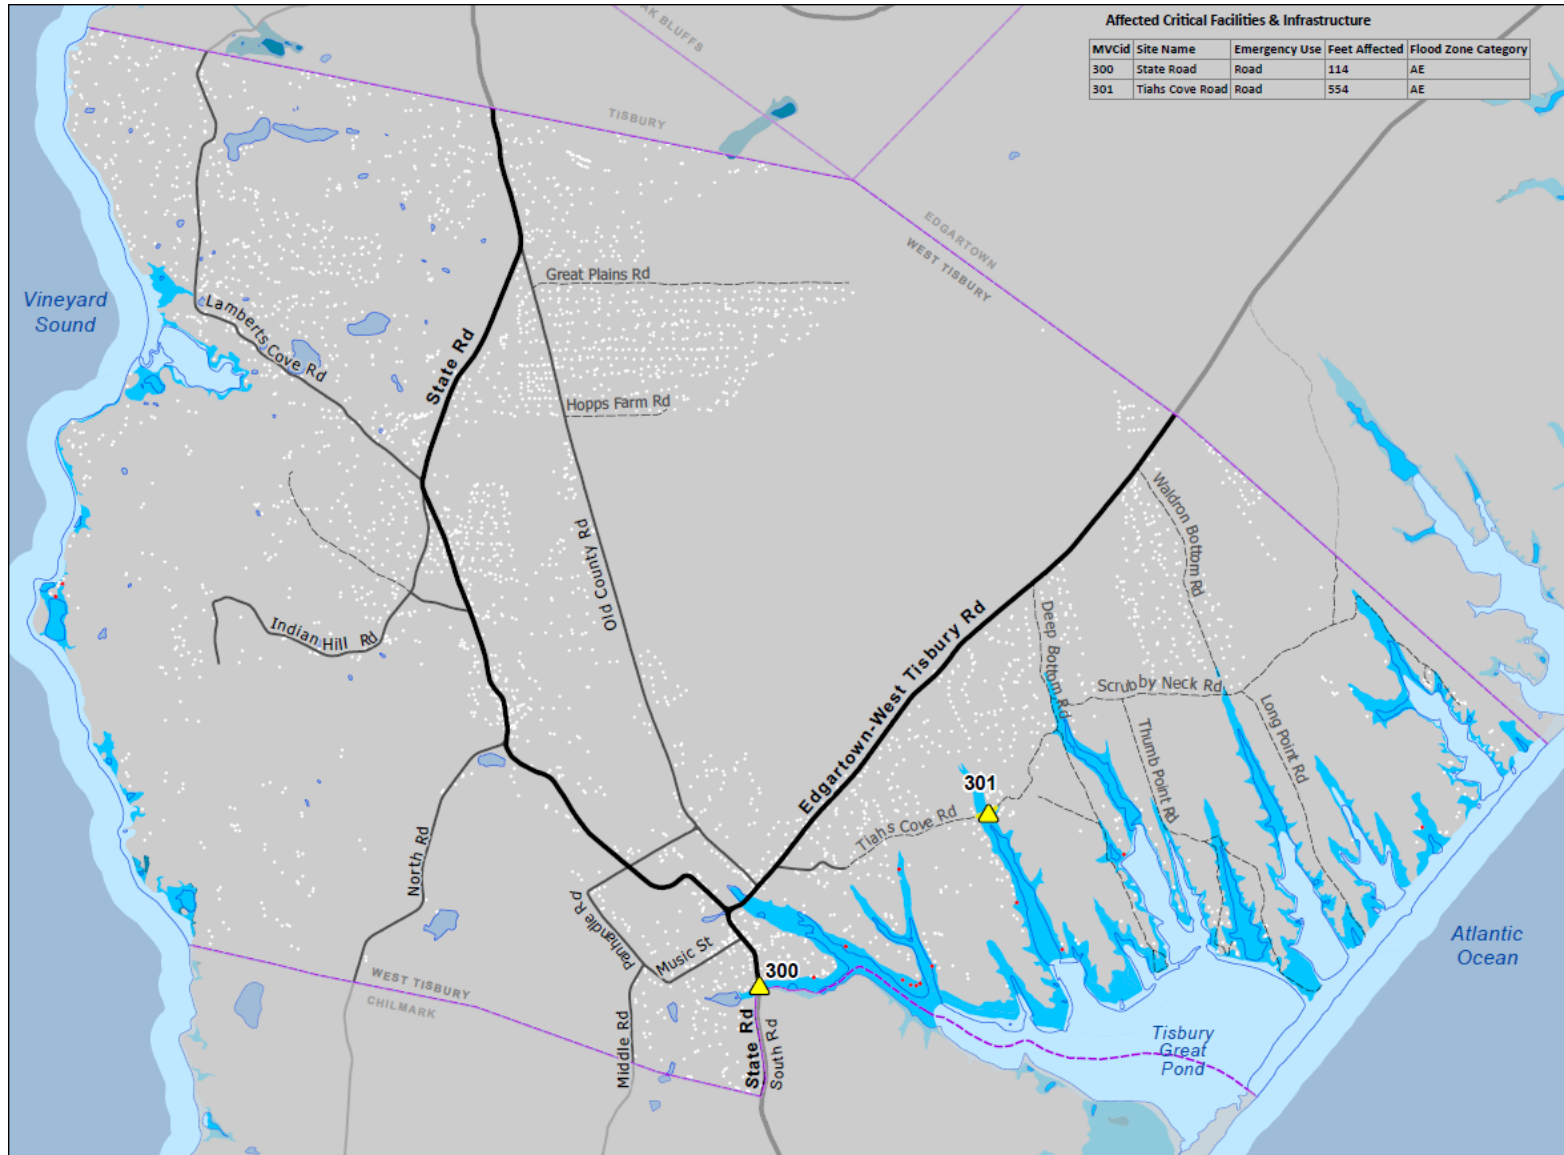 Affected Critical Facilities & Infrastructure
MVCid Site Name Emergency Use Feet Affected Flood Zone Category
300 State Road Road 114 AE
301 Tiahs Cove Road Road 554 AE
OAK BLUFFS
TISBURY
EDGARTOWN
WEST TISBURY
Great Plains Rd
Vineyard
Sound
Lamberts Cove Rd
State Rd
Hopps Farm Rd
Waldron Bottom Rd
Old County Rd
Edgartown-West Tisbury Rd
Deep Bottom Rd
Indian Hill Rd
Scrubby Neck Rd
Long Point Rd
Thumb Point Rd
301
Tiahs Cove Rd
North Rd
Panhandle Rd
Music St
Atlantic
Ocean
300
WEST TISBURY
CHILMARK
Middle Rd
State Rd
South Rd
Tisbury
Great
Pond